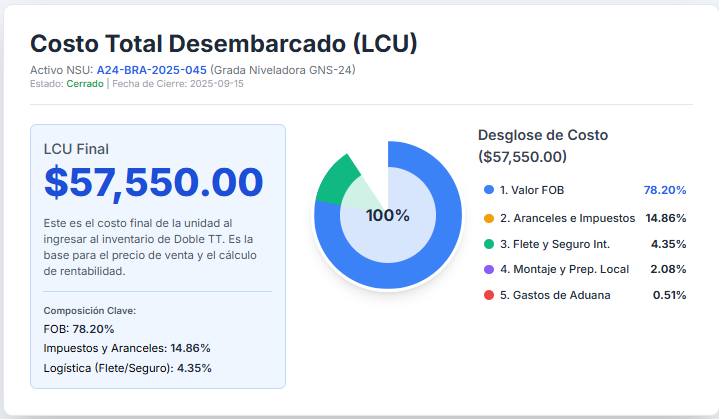 Costo Total Desembarcado (LCU)
Activo NSU: A24-BRA-2025-045 (Grada Niveladora GNS-24)
Estado: Cerrado | Fecha de Cierre: 2025-09-15
LCU Final
$57,550.00
Este es el costo final de la unidad al
ingresar al inventario de Doble TT. Es la
base para el precio de venta y el cálculo
de rentabilidad.
Composición Clave:
FOB: 78.20%
Impuestos y Aranceles: 14.86%
Logística (Flete/Seguro): 4.35%
100%
Desglose de Costo
($57,550.00)
1. Valor FOB 78.20%
2. Aranceles e Impuestos 14.86%
3. Flete y Seguro Int. 4.35%
4. Montaje y Prep. Local 2.08%
5. Gastos de Aduana 0.51%